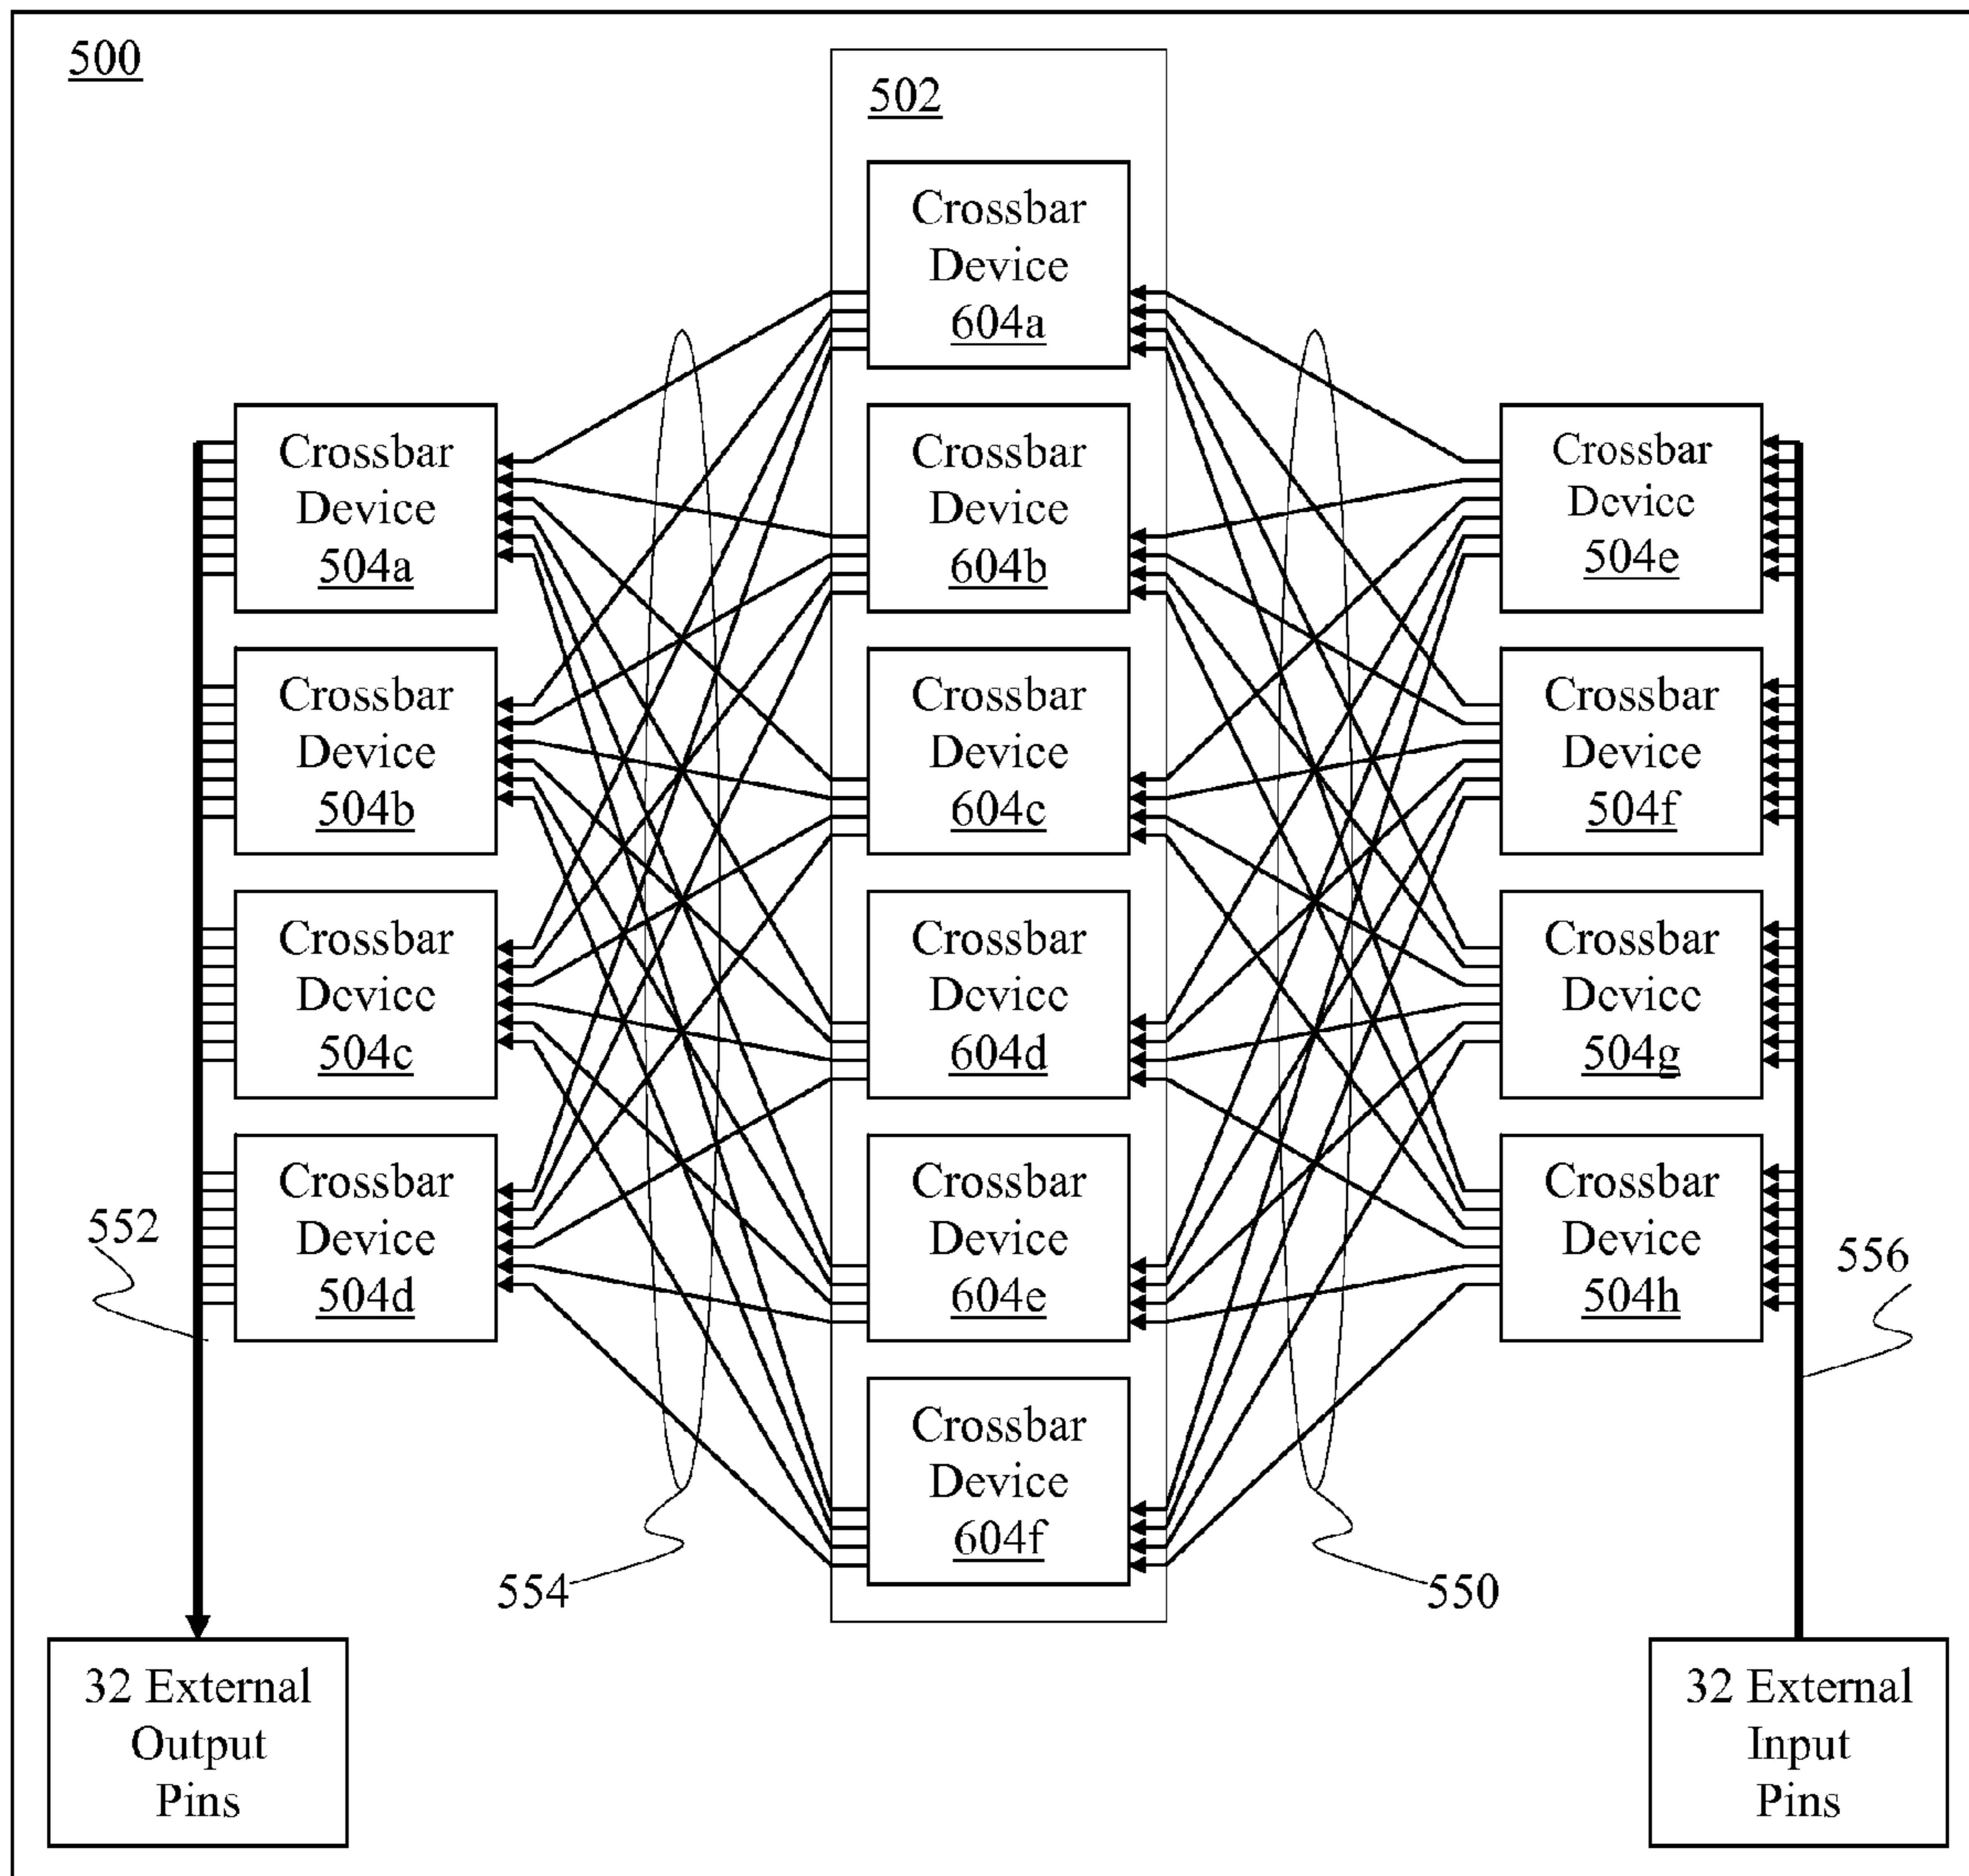 500
502
Crossbar
Device
604a
Crossbar
Device
504a
Crossbar
Device
604b
Crossbar
Device
504e
Crossbar
Device
504b
Crossbar
Device
604c
Crossbar
Device
504f
Crossbar
Device
504c
Crossbar
Device
604d
Crossbar
Device
504g
Crossbar
Device
504d
Crossbar
Device
604e
Crossbar
Device
504h
552
556
Crossbar
Device
604f
554
550
32 External
Output
Pins
32 External
Input
Pins